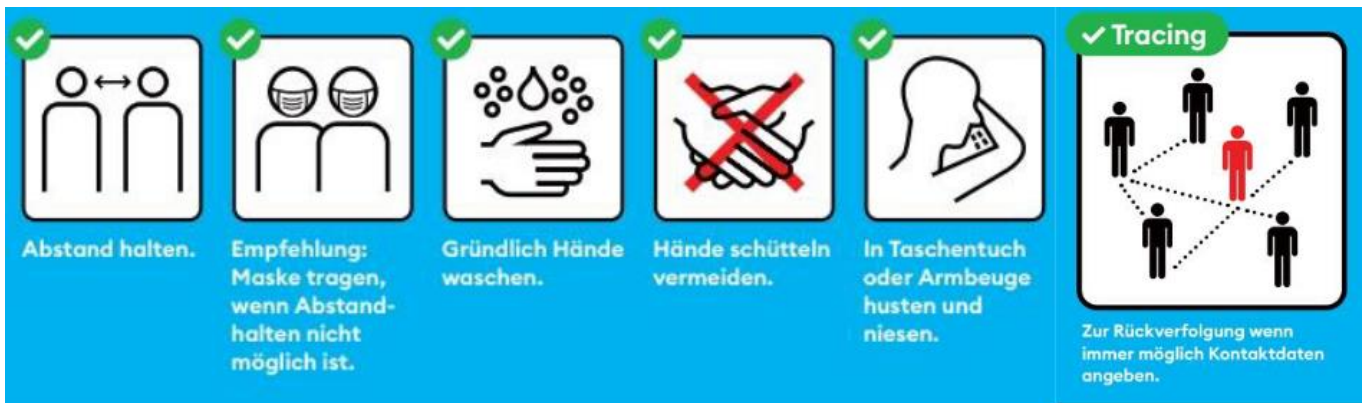 Abstand halten.
Empfehlung:
Maske tragen,
wenn Abstand-
halten nicht
möglich ist.
Gründlich Hände
waschen.
Hände schütteln
vermeiden.
In Taschentuch
oder Armbeuge
husten und
niesen.
Tracing
Zur Rückverfolgung wenn
immer möglich Kontaktdaten
angeben.